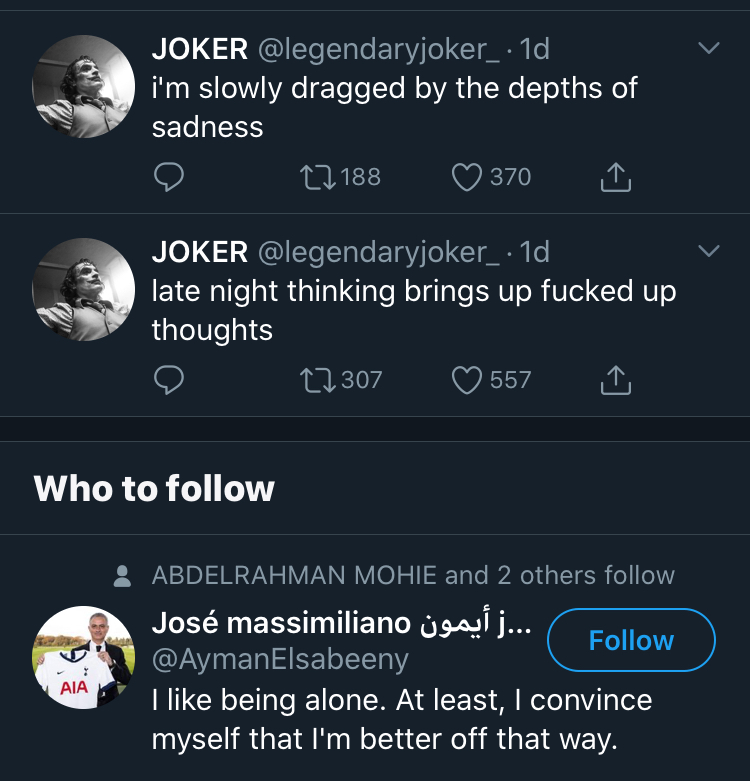 JOKER @legendaryjoker_ · 1d
i'm slowly dragged by the depths of
sadness
188 370
JOKER @legendaryjoker_ · 1d
late night thinking brings up fucked up
thoughts
307 557
Who to follow
ABDELRAHMAN MOHIE and 2 others follow
José massimiliano أيمون j...
@AymanElsabeeny
Follow
AIA
I like being alone. At least, I convince
myself that I'm better off that way.